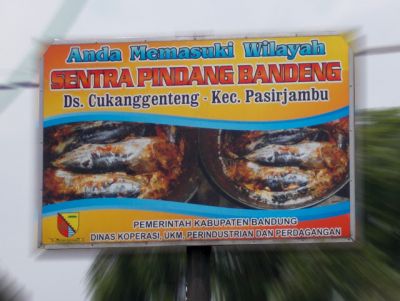 Anda Memasuki Wilayah
SENTRA PINDANG BANDENG
Ds. Cukanggenteng - Kec. Pasirjambu
PEMERINTAH KABUPATEN BANDUNG
DINAS KOPERASI, UKM, PERINDUSTRIAN DAN PERDAGANGAN